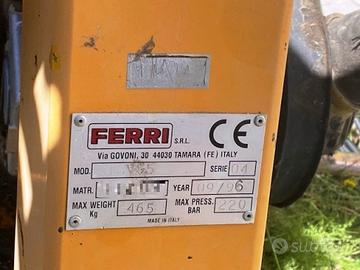 FERRI S.R.L. CE
Via GOVONI, 30 44030 TAMARA (FE) ITALY
MOD. SERIE 04
MATR. YEAR 09/96
MAX WEIGHT Kg 465 MAX PRESS. BAR 220
MADE IN ITALY
subito